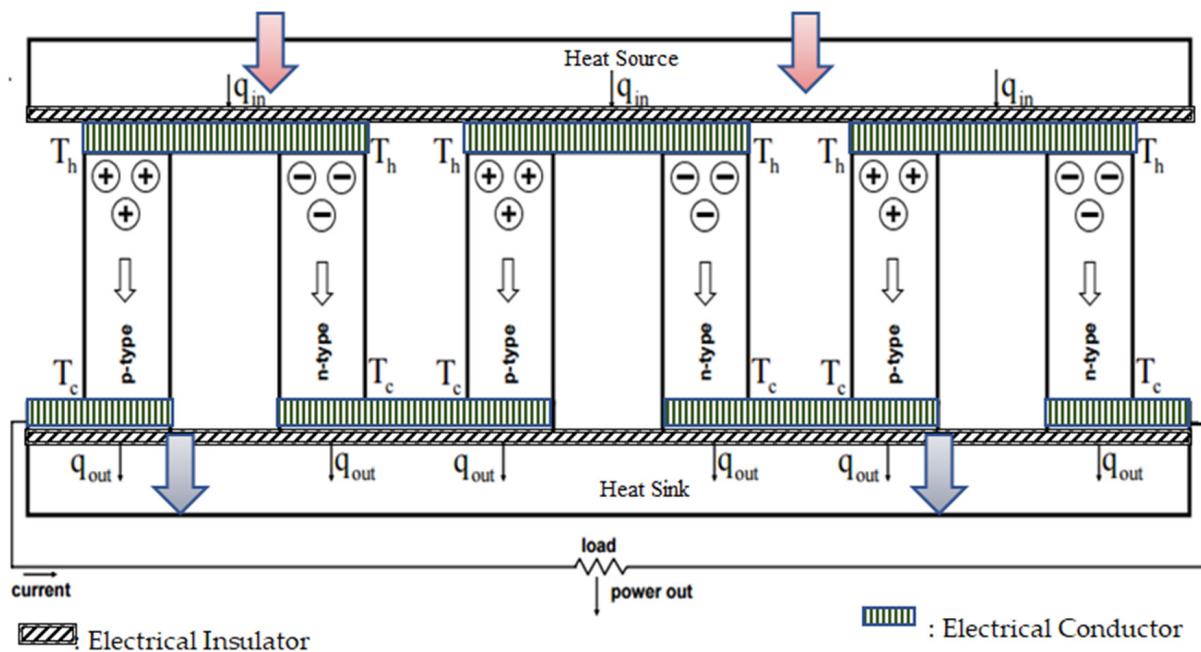 Heat Source
q_in q_in q_in
T_h T_h T_h T_h T_h T_h
+ + − − + + − − + + − −
+ − + − + −
p-type n-type p-type n-type p-type n-type
T_c T_c T_c T_c T_c T_c
q_out q_out q_out q_out q_out q_out
Heat Sink
load
current
power out
: Electrical Insulator
: Electrical Conductor